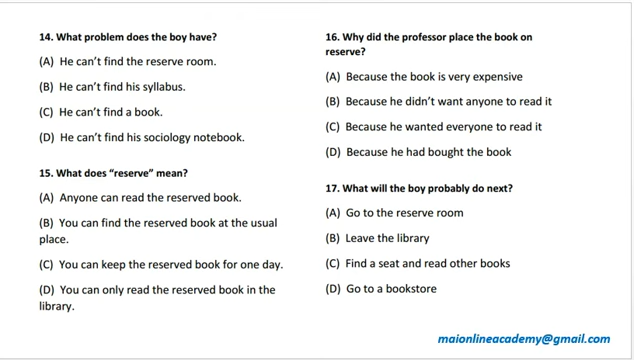 14. What problem does the boy have?
(A) He can’t find the reserve room.
(B) He can’t find his syllabus.
(C) He can’t find a book.
(D) He can’t find his sociology notebook.
15. What does “reserve” mean?
(A) Anyone can read the reserved book.
(B) You can find the reserved book at the usual
place.
(C) You can keep the reserved book for one day.
(D) You can only read the reserved book in the
library.
16. Why did the professor place the book on
reserve?
(A) Because the book is very expensive
(B) Because he didn’t want anyone to read it
(C) Because he wanted everyone to read it
(D) Because he had bought the book
17. What will the boy probably do next?
(A) Go to the reserve room
(B) Leave the library
(C) Find a seat and read other books
(D) Go to a bookstore
maionlineacademy@gmail.com